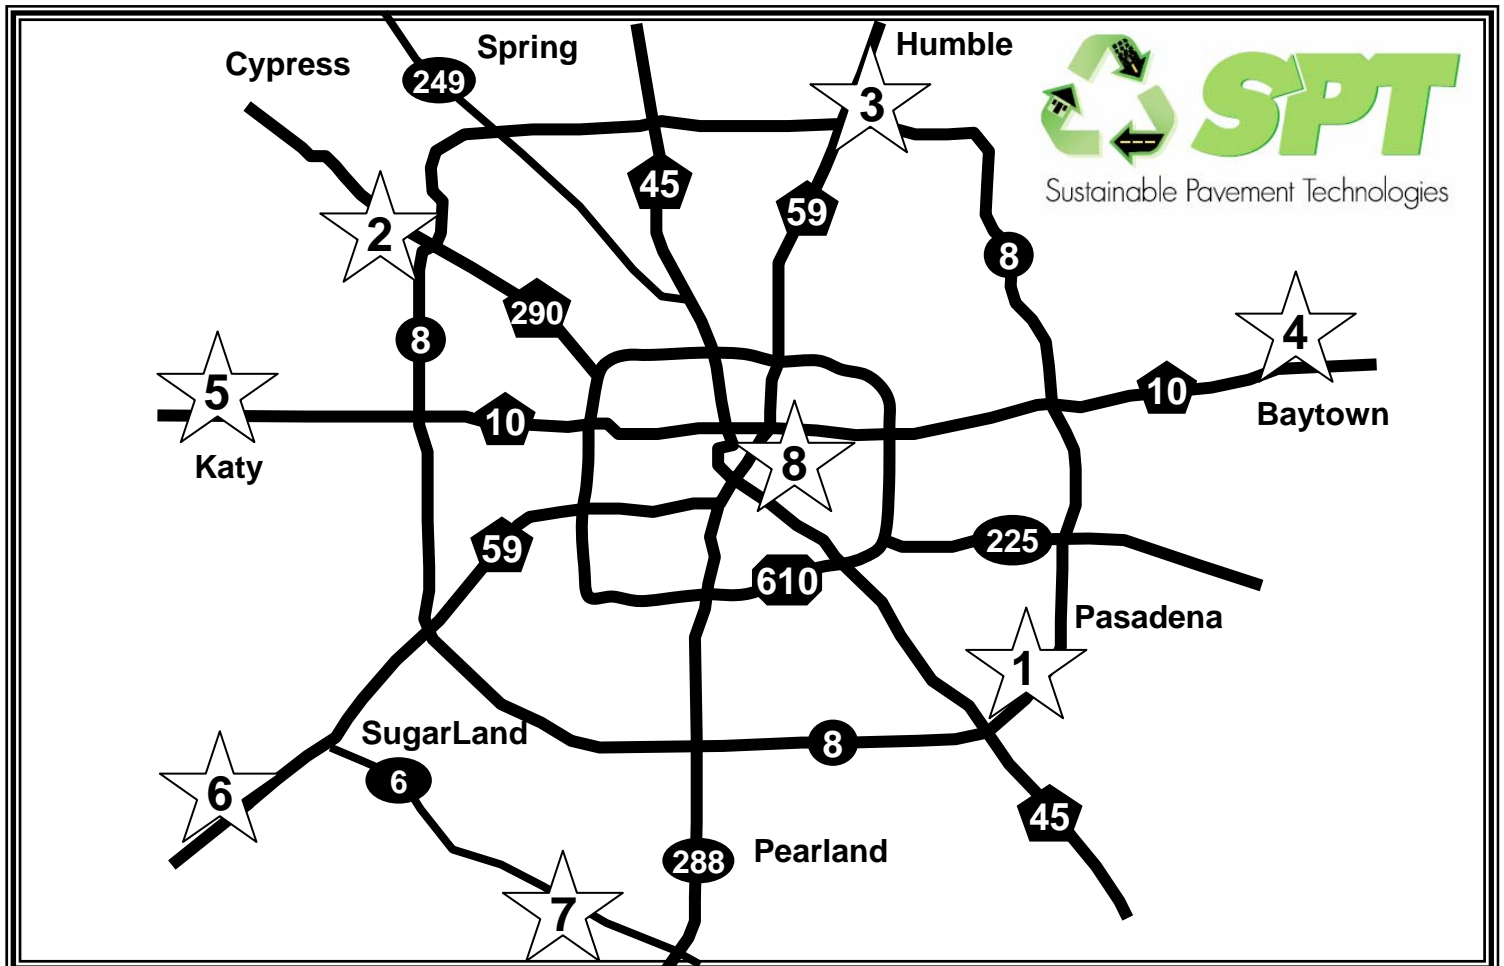 Spring
Humble
Cypress
249
3
SPT
45
Sustainable Pavement Technologies
59
2
8
290
4
8
5
10
10
Baytown
Katy
8
59
225
610
Pasadena
1
SugarLand
8
6
6
45
288
Pearland
7